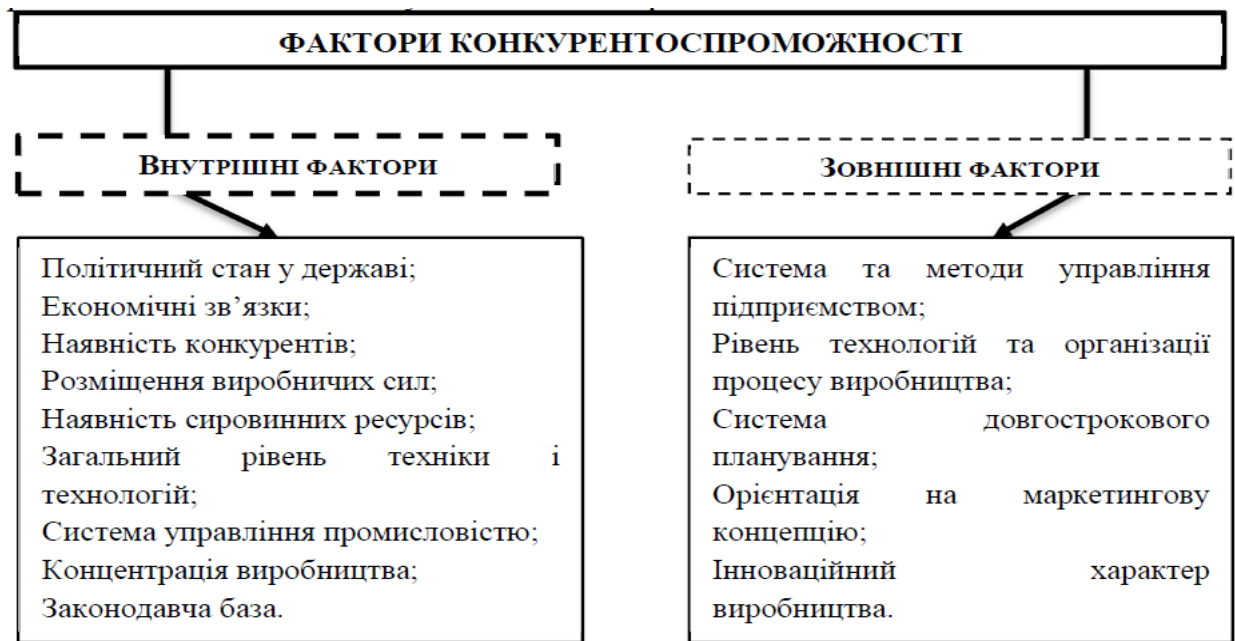 ФАКТОРИ КОНКУРЕНТОСПРОМОЖНОСТІ
ВНУТРІШНІ ФАКТОРИ
Політичний стан у державі;
Економічні зв’язки;
Наявність конкурентів;
Розміщення виробничих сил;
Наявність сировинних ресурсів;
Загальний рівень техніки і
технологій;
Система управління промисловістю;
Концентрація виробництва;
Законодавча база.
ЗОВНІШНІ ФАКТОРИ
Система та методи управління
підприємством;
Рівень технологій та організації
процесу виробництва;
Система довгострокового
планування;
Орієнтація на маркетингову
концепцію;
Інноваційний характер
виробництва.